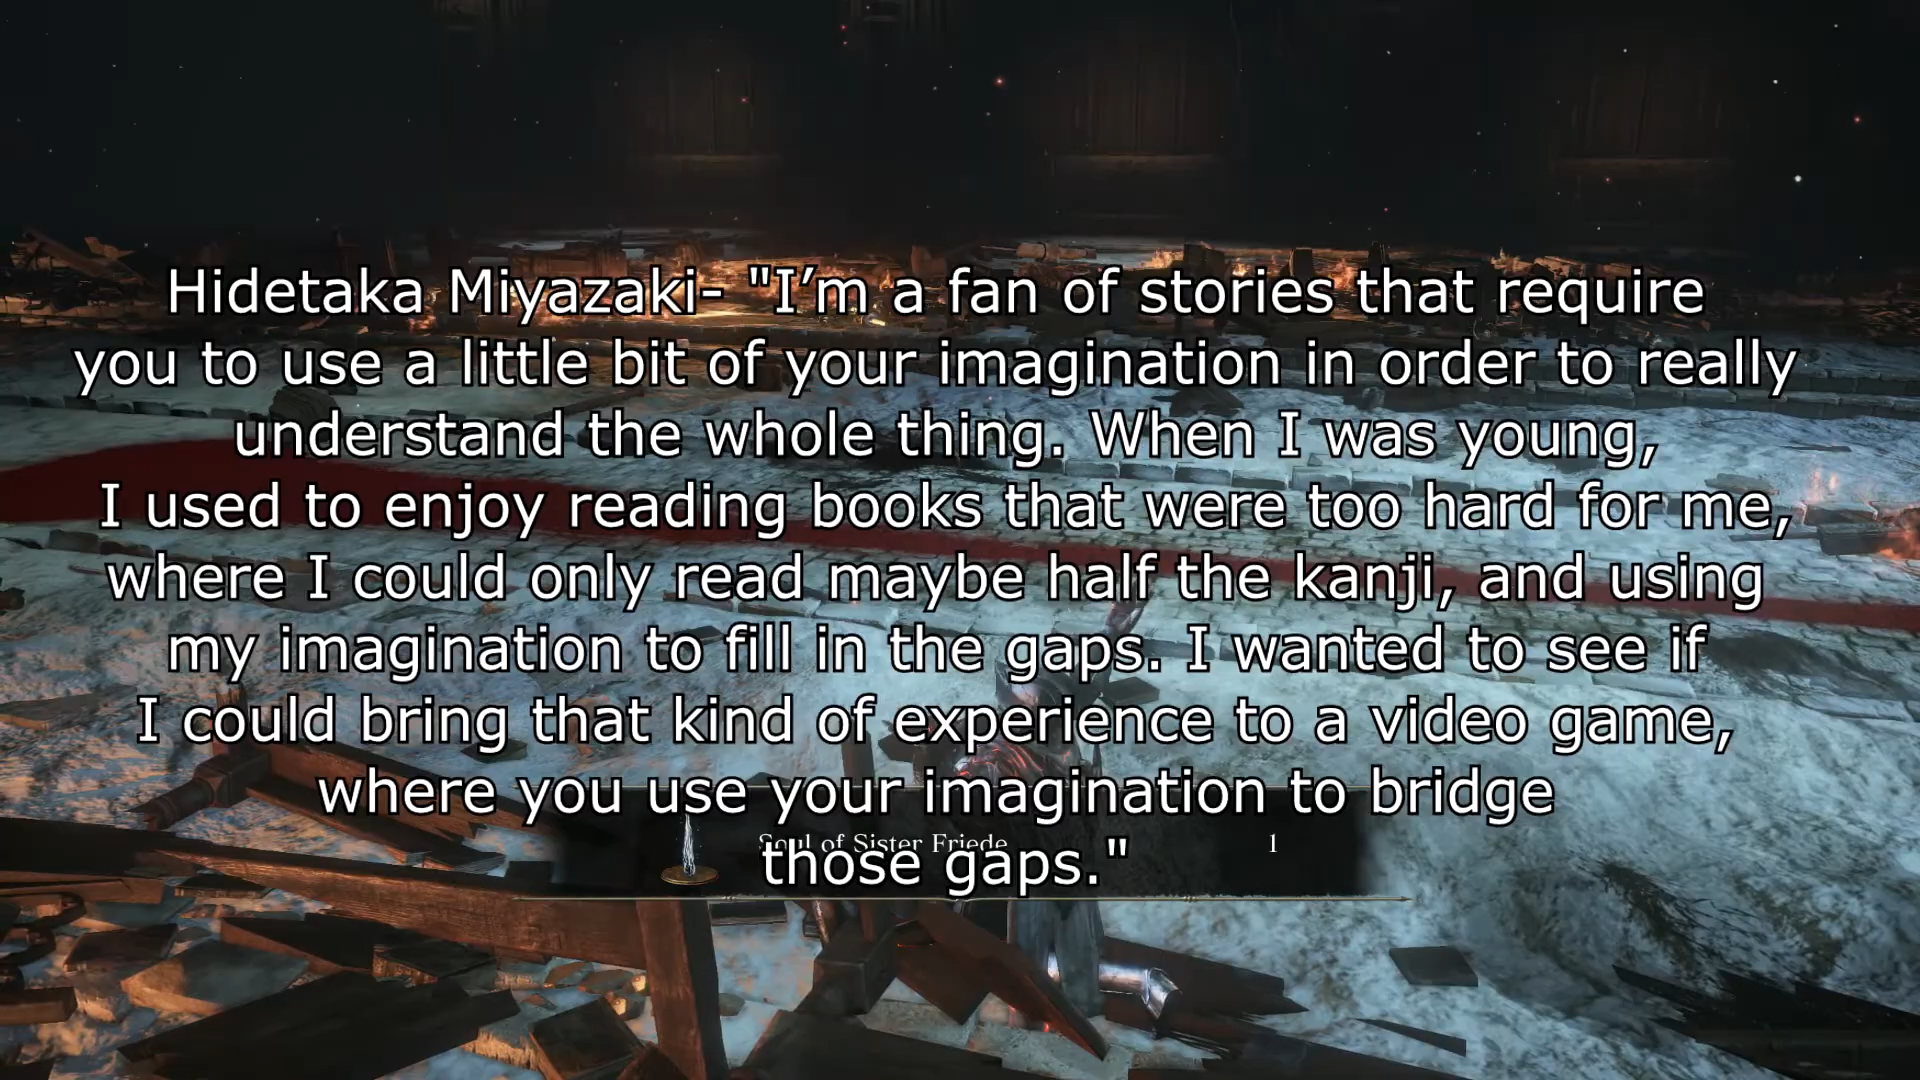 Hidetaka Miyazaki- "I’m a fan of stories that require
you to use a little bit of your imagination in order to really
understand the whole thing. When I was young,
I used to enjoy reading books that were too hard for me,
where I could only read maybe half the kanji, and using
my imagination to fill in the gaps. I wanted to see if
I could bring that kind of experience to a video game,
where you use your imagination to bridge
Soul of Sister Friede 1
those gaps."